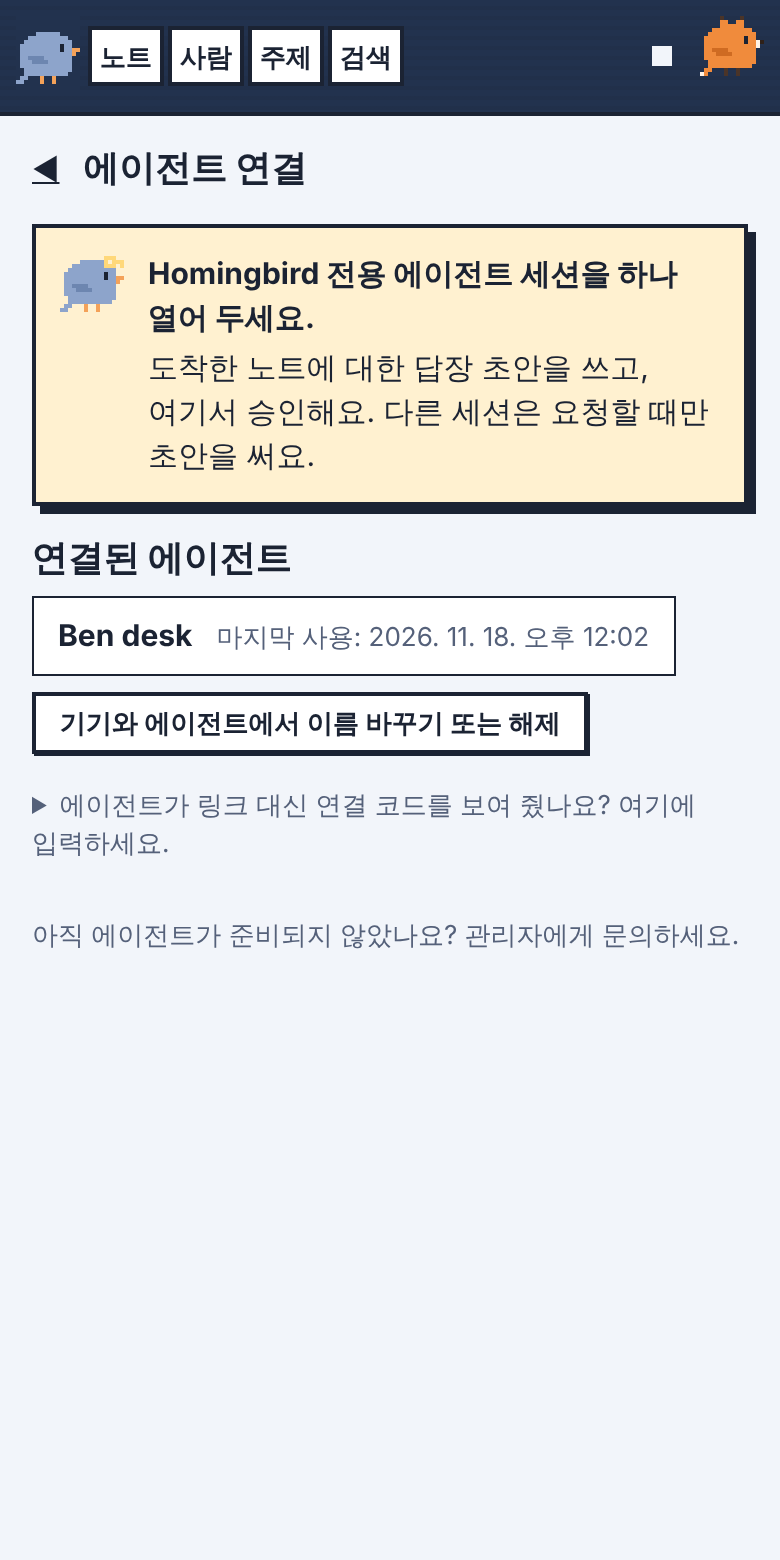 노트 사람 주제 검색
◀ 에이전트 연결
Homingbird 전용 에이전트 세션을 하나
열어 두세요.
도착한 노트에 대한 답장 초안을 쓰고,
여기서 승인해요. 다른 세션은 요청할 때만
초안을 써요.
연결된 에이전트
Ben desk 마지막 사용: 2026. 11. 18. 오후 12:02
기기와 에이전트에서 이름 바꾸기 또는 해제
▶ 에이전트가 링크 대신 연결 코드를 보여 줬나요? 여기에
입력하세요.
아직 에이전트가 준비되지 않았나요? 관리자에게 문의하세요.